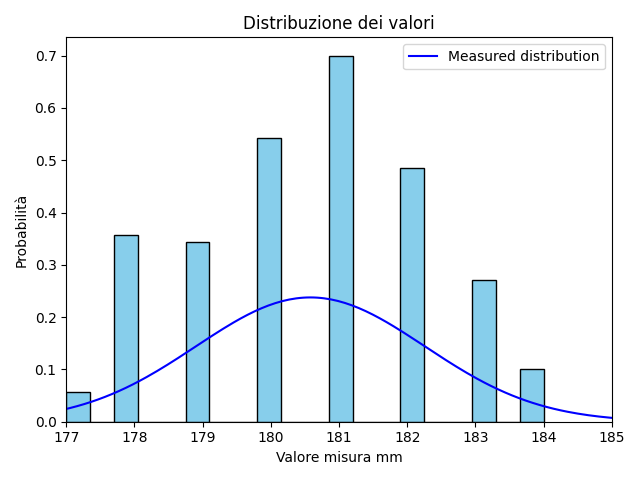 Distribuzione dei valori
Measured distribution
Probabilità
0.7
0.6
0.5
0.4
0.3
0.2
0.1
0.0
177 178 179 180 181 182 183 184 185
Valore misura mm